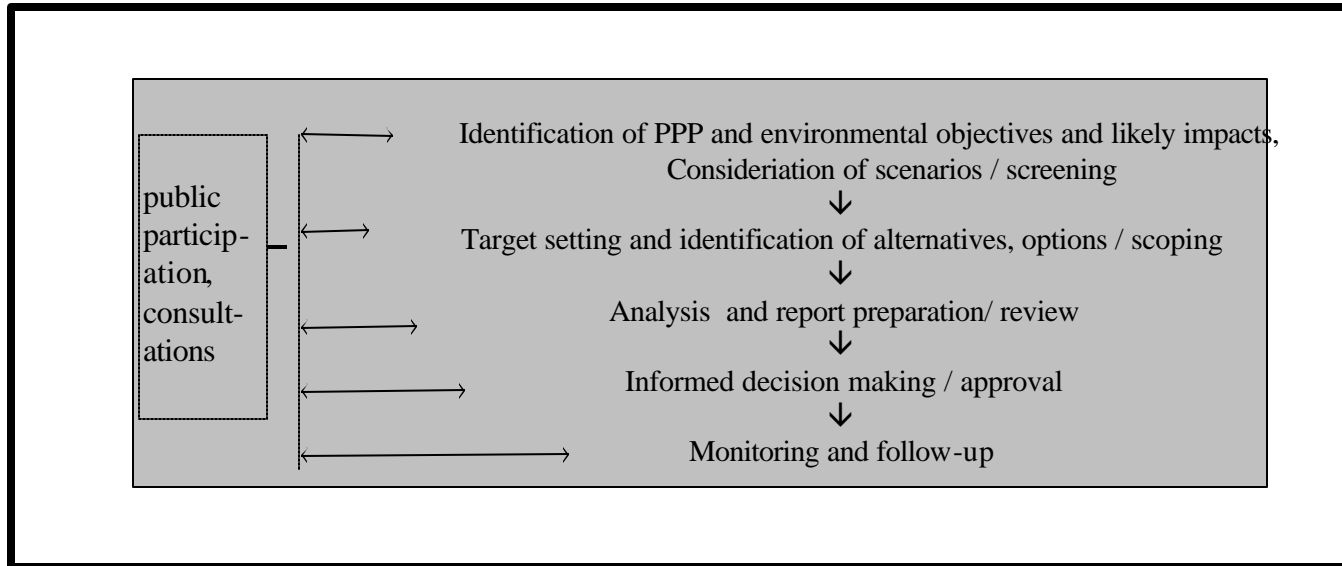 public
particip-
ation,
consult-
ations
Identification of PPP and environmental objectives and likely impacts,
Consideriation of scenarios / screening
Target setting and identification of alternatives, options / scoping
Analysis and report preparation/ review
Informed decision making / approval
Monitoring and follow-up